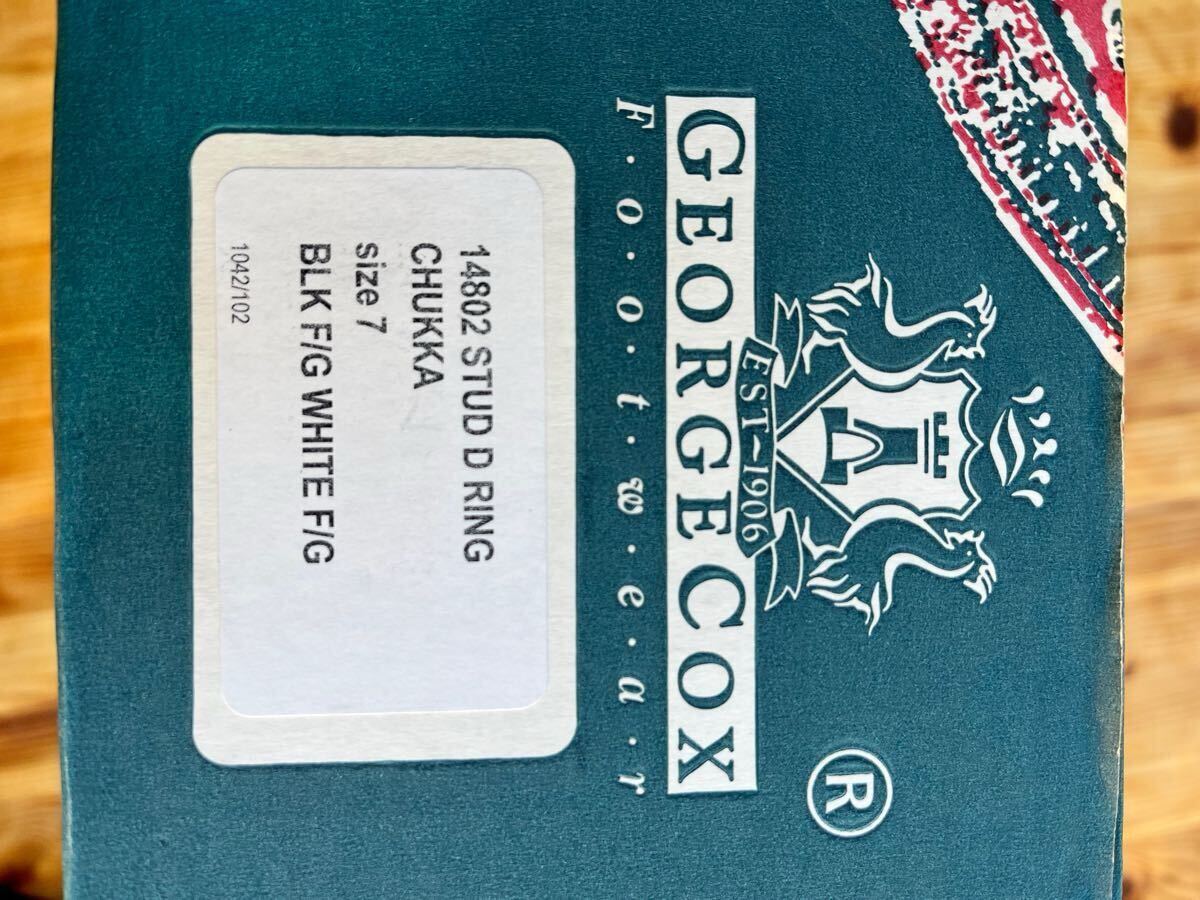 ®
EST~1906
GEORGE COX
F·o·o·t·w·e·a·r
14802 STUD D RING
CHUKKA
size 7
BLK F/G WHITE F/G
1042/102